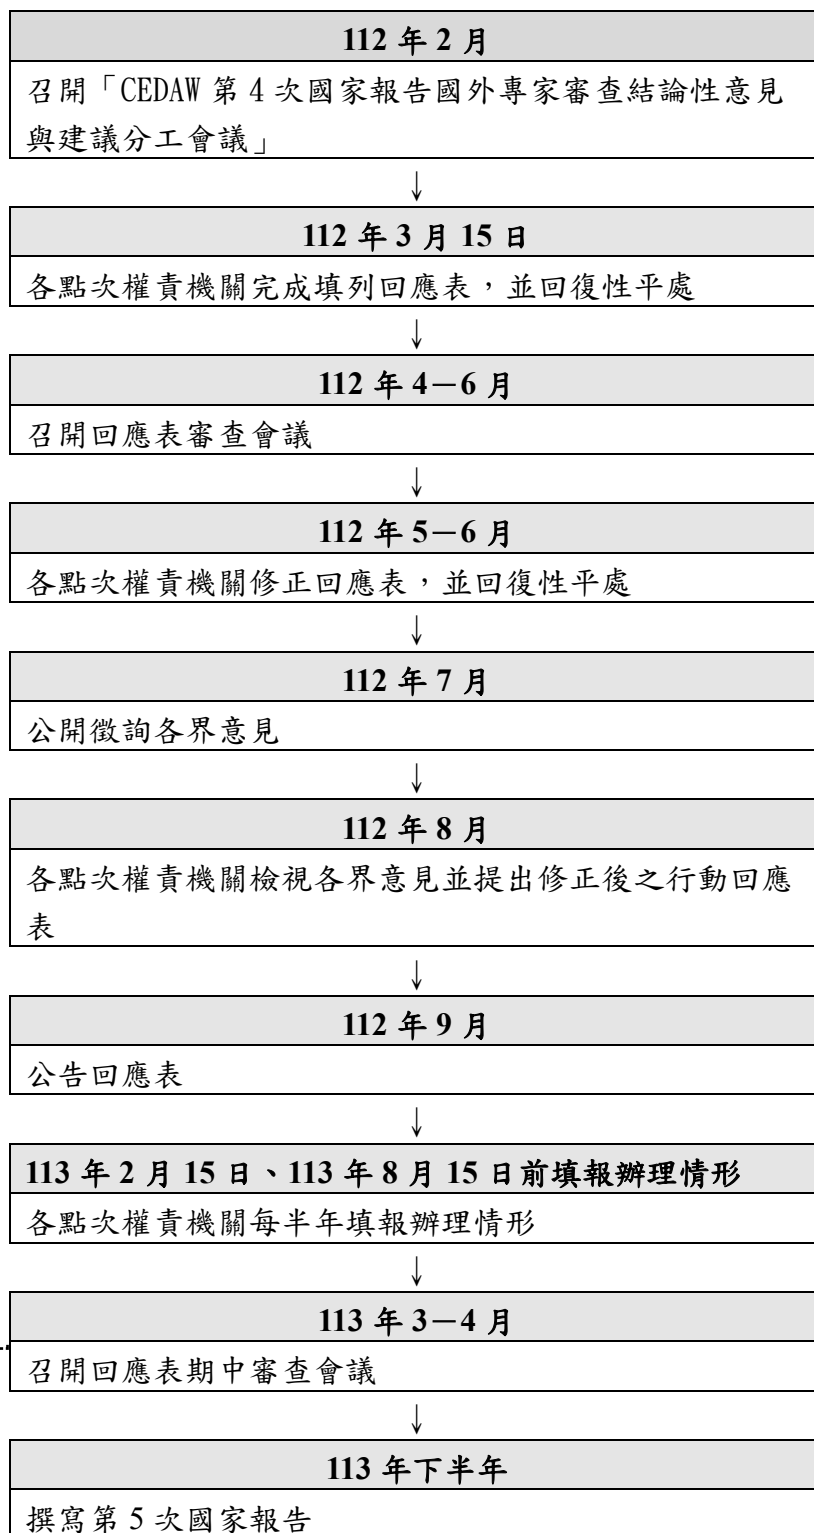 112 年 2 月
召開「CEDAW 第 4 次國家報告國外專家審查結論性意見
與建議分工會議」
↓
112 年 3 月 15 日
各點次權責機關完成填列回應表，並回復性平處
↓
112 年 4－6 月
召開回應表審查會議
↓
112 年 5－6 月
各點次權責機關修正回應表，並回復性平處
↓
112 年 7 月
公開徵詢各界意見
↓
112 年 8 月
各點次權責機關檢視各界意見並提出修正後之行動回應
表
↓
112 年 9 月
公告回應表
↓
113 年 2 月 15 日、113 年 8 月 15 日前填報辦理情形
各點次權責機關每半年填報辦理情形
↓
113 年 3－4 月
召開回應表期中審查會議
↓
113 年下半年
撰寫第 5 次國家報告